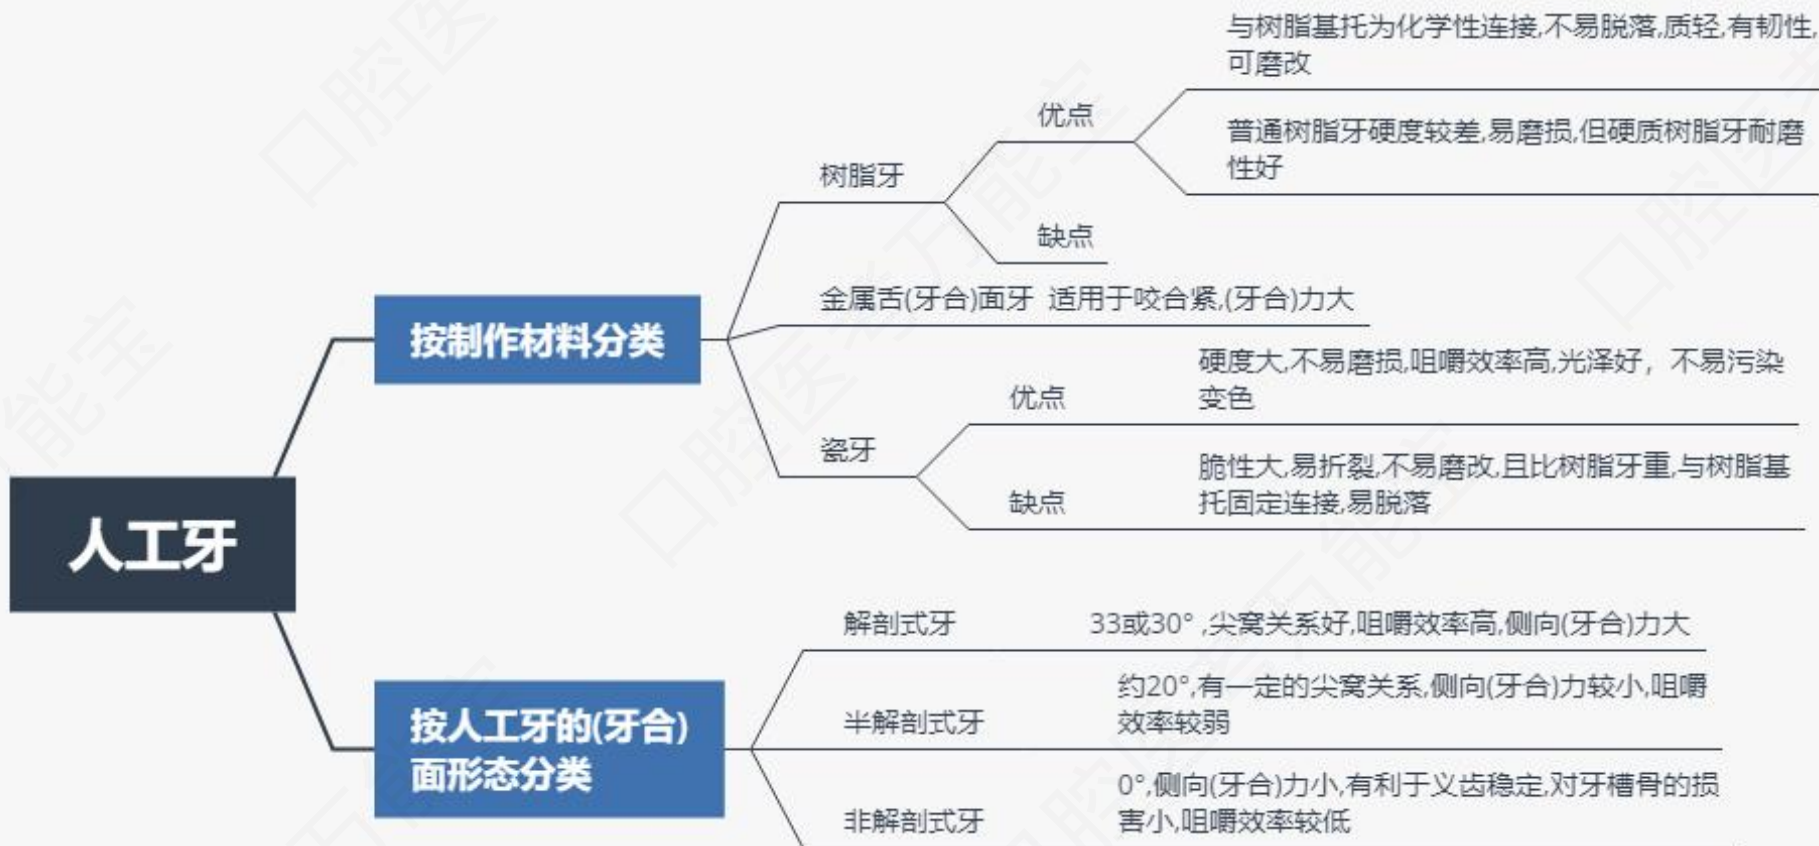 人工牙
按制作材料分类
树脂牙
优点
与树脂基托为化学性连接,不易脱落,质轻,有韧性,
可磨改
普通树脂牙硬度较差,易磨损,但硬质树脂牙耐磨
性好
缺点
金属舌(牙合)面牙 适用于咬合紧,(牙合)力大
瓷牙
优点
硬度大,不易磨损,咀嚼效率高,光泽好，不易污染
变色
缺点
脆性大,易折裂,不易磨改,且比树脂牙重,与树脂基
托固定连接,易脱落
按人工牙的(牙合)
面形态分类
解剖式牙
33或30° ,尖窝关系好,咀嚼效率高,侧向(牙合)力大
半解剖式牙
约20°,有一定的尖窝关系,侧向(牙合)力较小,咀嚼
效率较弱
非解剖式牙
0°,侧向(牙合)力小,有利于义齿稳定,对牙槽骨的损
害小,咀嚼效率较低